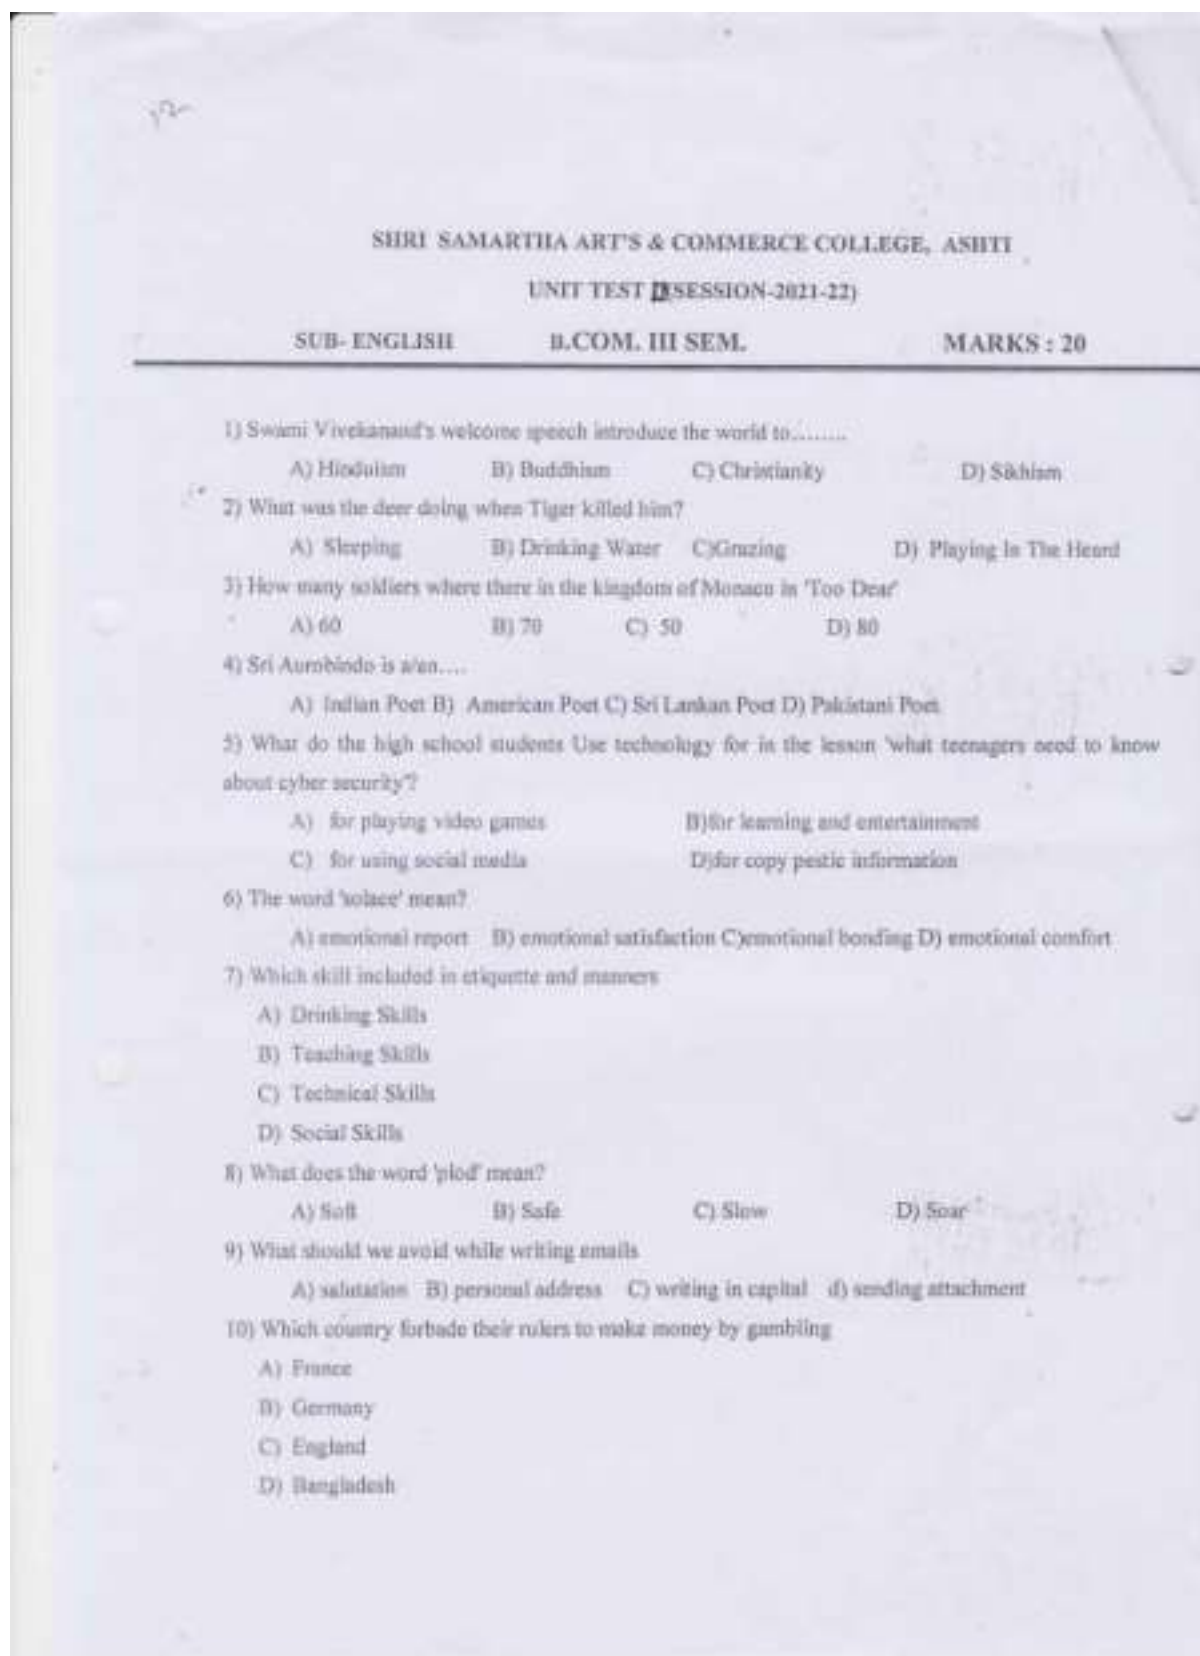 SHRI SAMARTHA ART'S & COMMERCE COLLEGE, ASHTI
UNIT TEST SESSION-2021-22)
SUB- ENGLISH B.COM. III SEM. MARKS : 20
1) Swami Vivekanand's welcome speech introduce the world to........
A) Hinduism B) Buddhism C) Christianity D) Sikhism
2) What was the deer doing when Tiger killed him?
A) Sleeping B) Drinking Water C)Grazing D) Playing In The Heard
3) How many soldiers where there in the kingdom of Monaco in 'Too Dear'
A) 60 B) 70 C) 50 D) 80
4) Sri Aurobindo is a/an....
A) Indian Poet B) American Poet C) Sri Lankan Poet D) Pakistani Poet
5) What do the high school students Use technology for in the lesson 'what teenagers need to know
about cyber security'?
A) for playing video games B)for learning and entertainment
C) for using social media D)for copy pestic information
6) The word 'solace' mean?
A) emotional report B) emotional satisfaction C)emotional bonding D) emotional comfort
7) Which skill included in etiquette and manners
A) Drinking Skills
B) Teaching Skills
C) Technical Skills
D) Social Skills
8) What does the word 'plod' mean?
A) Soft B) Safe C) Slow D) Soar
9) What should we avoid while writing emails
A) salutation B) personal address C) writing in capital d) sending attachment
10) Which country forbade their rulers to make money by gambling
A) France
B) Germany
C) England
D) Bangladesh